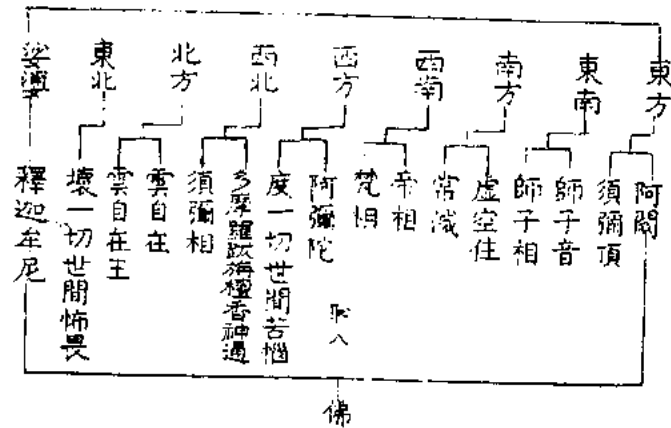 東方
阿閦
須彌頂
東南
師子音
師子相
南方
虛空住
常滅
西南
帝相
梵相
西方
阿彌陀
度一切世間苦惱
西北
多摩羅跋栴檀香神通
須彌相
北方
雲自在
雲自在王
東北
壞一切世間怖畏
娑婆
釋迦牟尼
佛